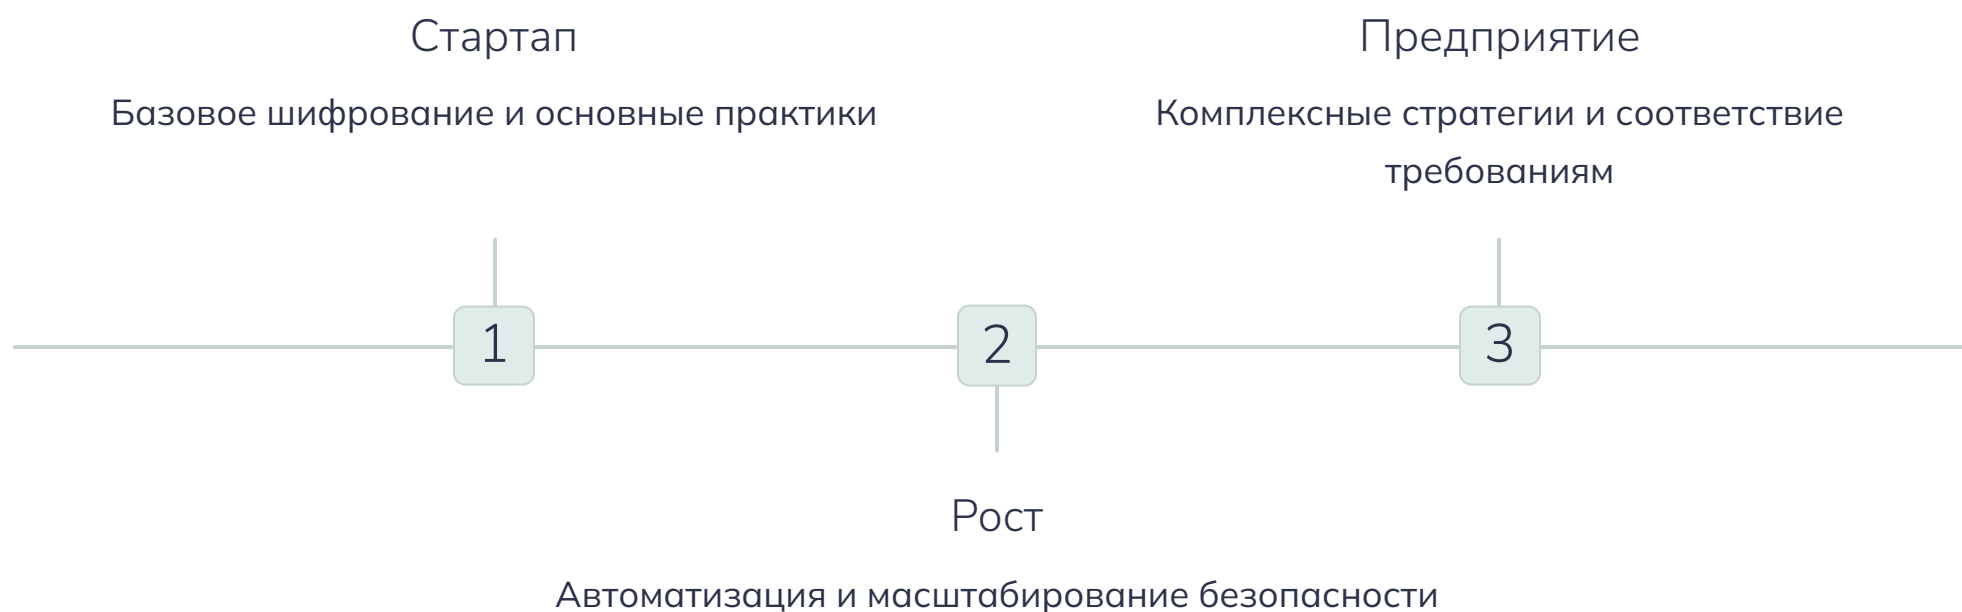 Стартап
Базовое шифрование и основные практики
Предприятие
Комплексные стратегии и соответствие
требованиям
1
2
3
Рост
Автоматизация и масштабирование безопасности